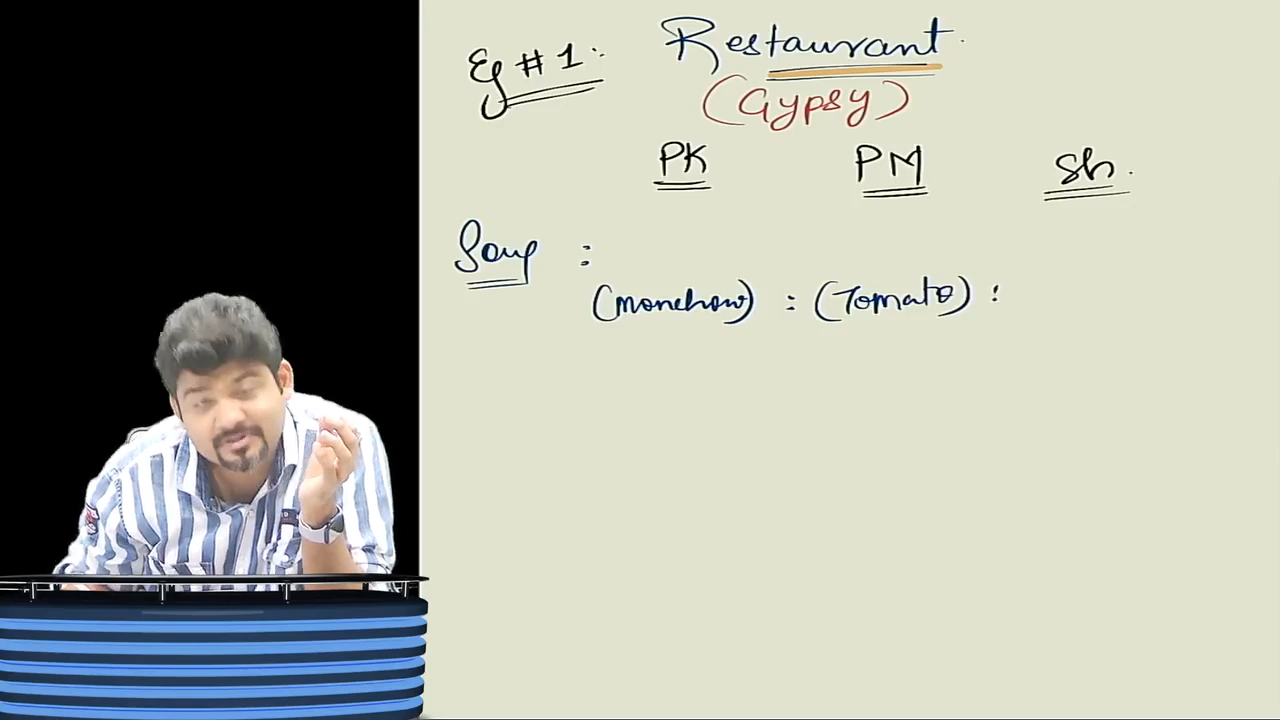 Eg # 1: Restaurant.
(Gypsy)
PK PM Sh.
Soup :
(Monchow) : (Tomato) :